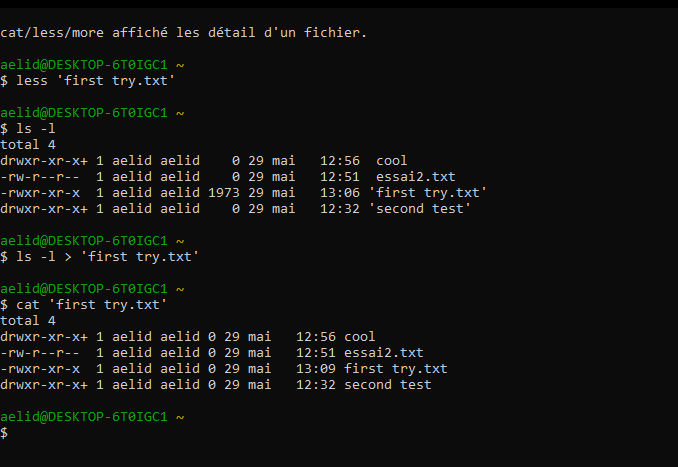 cat/less/more affiché les détail d'un fichier.
aelid@DESKTOP-6T0IGC1 ~
$ less 'first try.txt'
aelid@DESKTOP-6T0IGC1 ~
$ ls -l
total 4
drwxr-xr-x+ 1 aelid aelid    0 29 mai   12:56  cool
-rw-r--r--  1 aelid aelid    0 29 mai   12:51  essai2.txt
-rwxr-xr-x  1 aelid aelid 1973 29 mai   13:06 'first try.txt'
drwxr-xr-x+ 1 aelid aelid    0 29 mai   12:32 'second test'
aelid@DESKTOP-6T0IGC1 ~
$ ls -l > 'first try.txt'
aelid@DESKTOP-6T0IGC1 ~
$ cat 'first try.txt'
total 4
drwxr-xr-x+ 1 aelid aelid 0 29 mai   12:56 cool
-rw-r--r--  1 aelid aelid 0 29 mai   12:51 essai2.txt
-rwxr-xr-x  1 aelid aelid 0 29 mai   13:09 first try.txt
drwxr-xr-x+ 1 aelid aelid 0 29 mai   12:32 second test
aelid@DESKTOP-6T0IGC1 ~
$